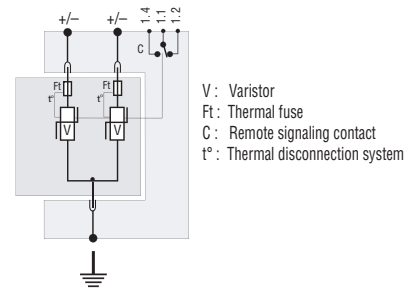 +/– +/– 1.4 1.1 1.2
C
Ft Ft
t° t°
V V
V : Varistor
Ft : Thermal fuse
C : Remote signaling contact
t° : Thermal disconnection system